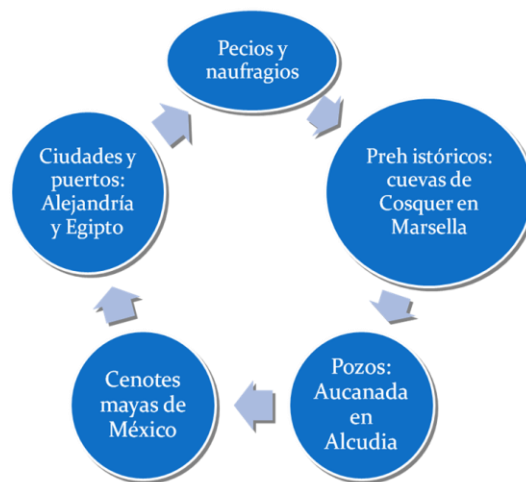 Pecios y
naufragios
Preh istóricos:
cuevas de
Cosquer en
Marsella
Pozos:
Aucanada
en
Alcudia
Cenotes
mayas de
México
Ciudades y
puertos:
Alejandría
y Egipto